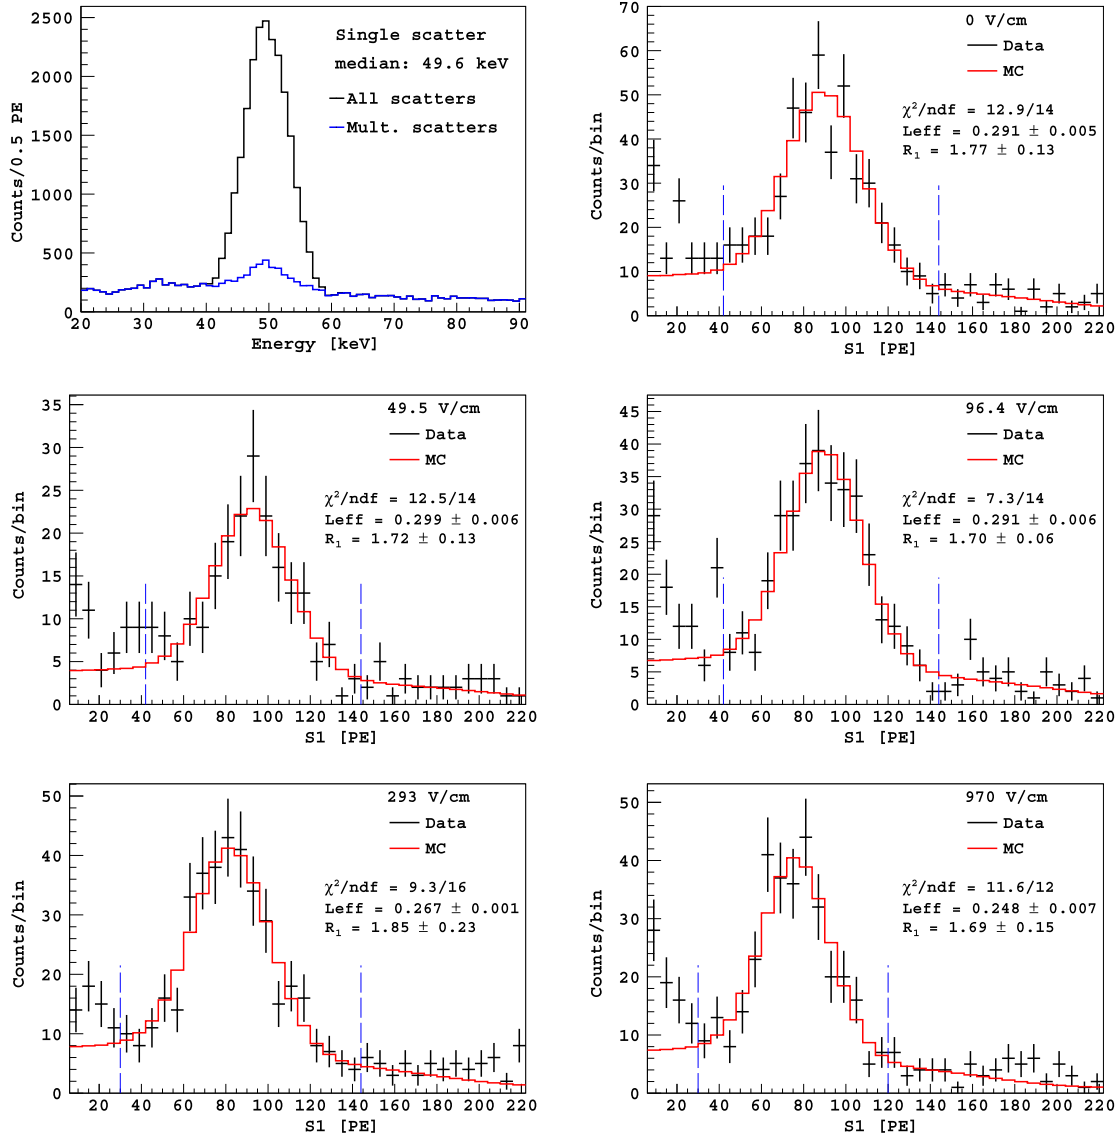 Single scatter
median: 49.6 keV
All scatters
Mult. scatters
Counts/0.5 PE
2500
2000
1500
1000
500
0
20 30 40 50 60 70 80 90
Energy [keV]
0 V/cm
Data
MC
χ²/ndf = 12.9/14
Leff = 0.291 ± 0.005
R₁ = 1.77 ± 0.13
Counts/bin
70
60
50
40
30
20
10
0
20 40 60 80 100 120 140 160 180 200 220
S1 [PE]
49.5 V/cm
Data
MC
χ²/ndf = 12.5/14
Leff = 0.299 ± 0.006
R₁ = 1.72 ± 0.13
Counts/bin
35
30
25
20
15
10
5
0
20 40 60 80 100 120 140 160 180 200 220
S1 [PE]
96.4 V/cm
Data
MC
χ²/ndf = 7.3/14
Leff = 0.291 ± 0.006
R₁ = 1.70 ± 0.06
Counts/bin
45
40
35
30
25
20
15
10
5
0
20 40 60 80 100 120 140 160 180 200 220
S1 [PE]
293 V/cm
Data
MC
χ²/ndf = 9.3/16
Leff = 0.267 ± 0.001
R₁ = 1.85 ± 0.23
Counts/bin
50
40
30
20
10
0
20 40 60 80 100 120 140 160 180 200 220
S1 [PE]
970 V/cm
Data
MC
χ²/ndf = 11.6/12
Leff = 0.248 ± 0.007
R₁ = 1.69 ± 0.15
Counts/bin
50
40
30
20
10
0
20 40 60 80 100 120 140 160 180 200 220
S1 [PE]